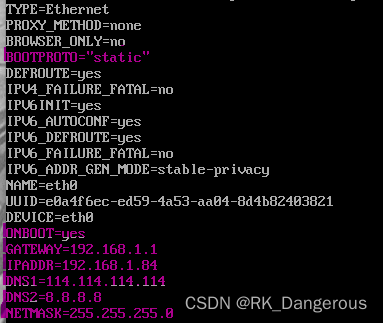 TYPE=Ethernet
PROXY_METHOD=none
BROWSER_ONLY=no
BOOTPROTO="static"
DEFROUTE=yes
IPV4_FAILURE_FATAL=no
IPV6INIT=yes
IPV6_AUTOCONF=yes
IPV6_DEFROUTE=yes
IPV6_FAILURE_FATAL=no
IPV6_ADDR_GEN_MODE=stable-privacy
NAME=eth0
UUID=e0a4f6ec-ed59-4a53-aa04-8d4b82403821
DEVICE=eth0
ONBOOT=yes
GATEWAY=192.168.1.1
IPADDR=192.168.1.84
DNS1=114.114.114.114
DNS2=8.8.8.8
NETMASK=255.255.255.0
CSDN @RK_Dangerous